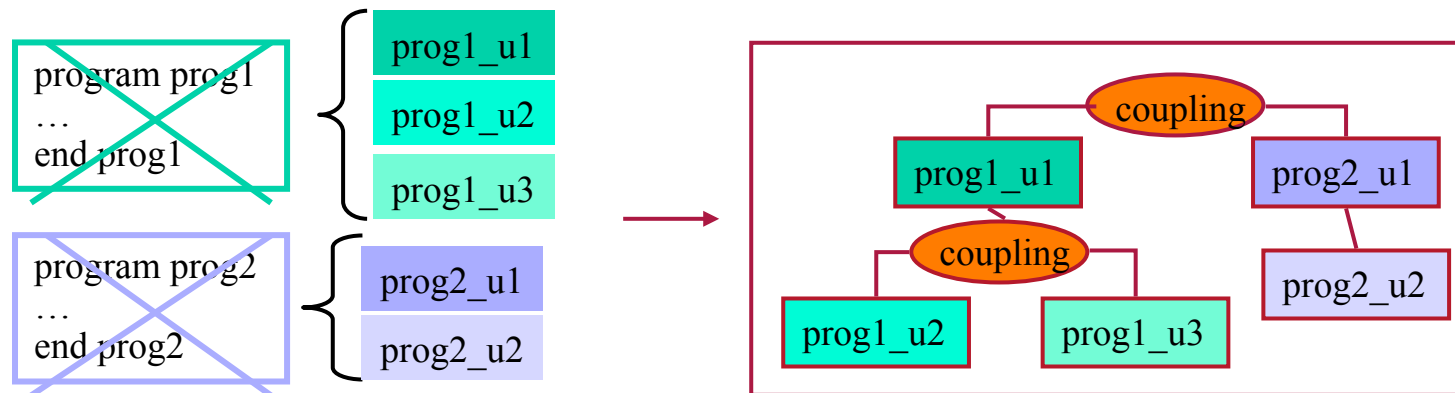 program prog1
…
end prog1
prog1_u1
prog1_u2
prog1_u3
program prog2
…
end prog2
prog2_u1
prog2_u2
coupling
prog1_u1
prog2_u1
coupling
prog2_u2
prog1_u2
prog1_u3